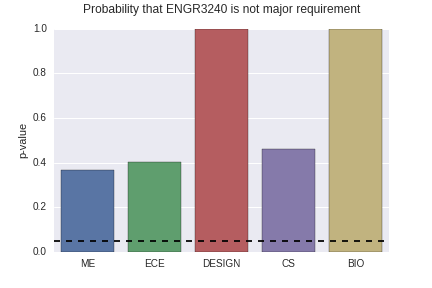 Probability that ENGR3240 is not major requirement
1.0
0.8
0.6
0.4
0.2
0.0
p-value
ME ECE DESIGN CS BIO